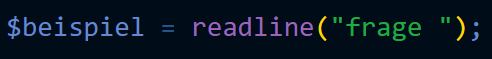 $beispiel = readline("frage ");